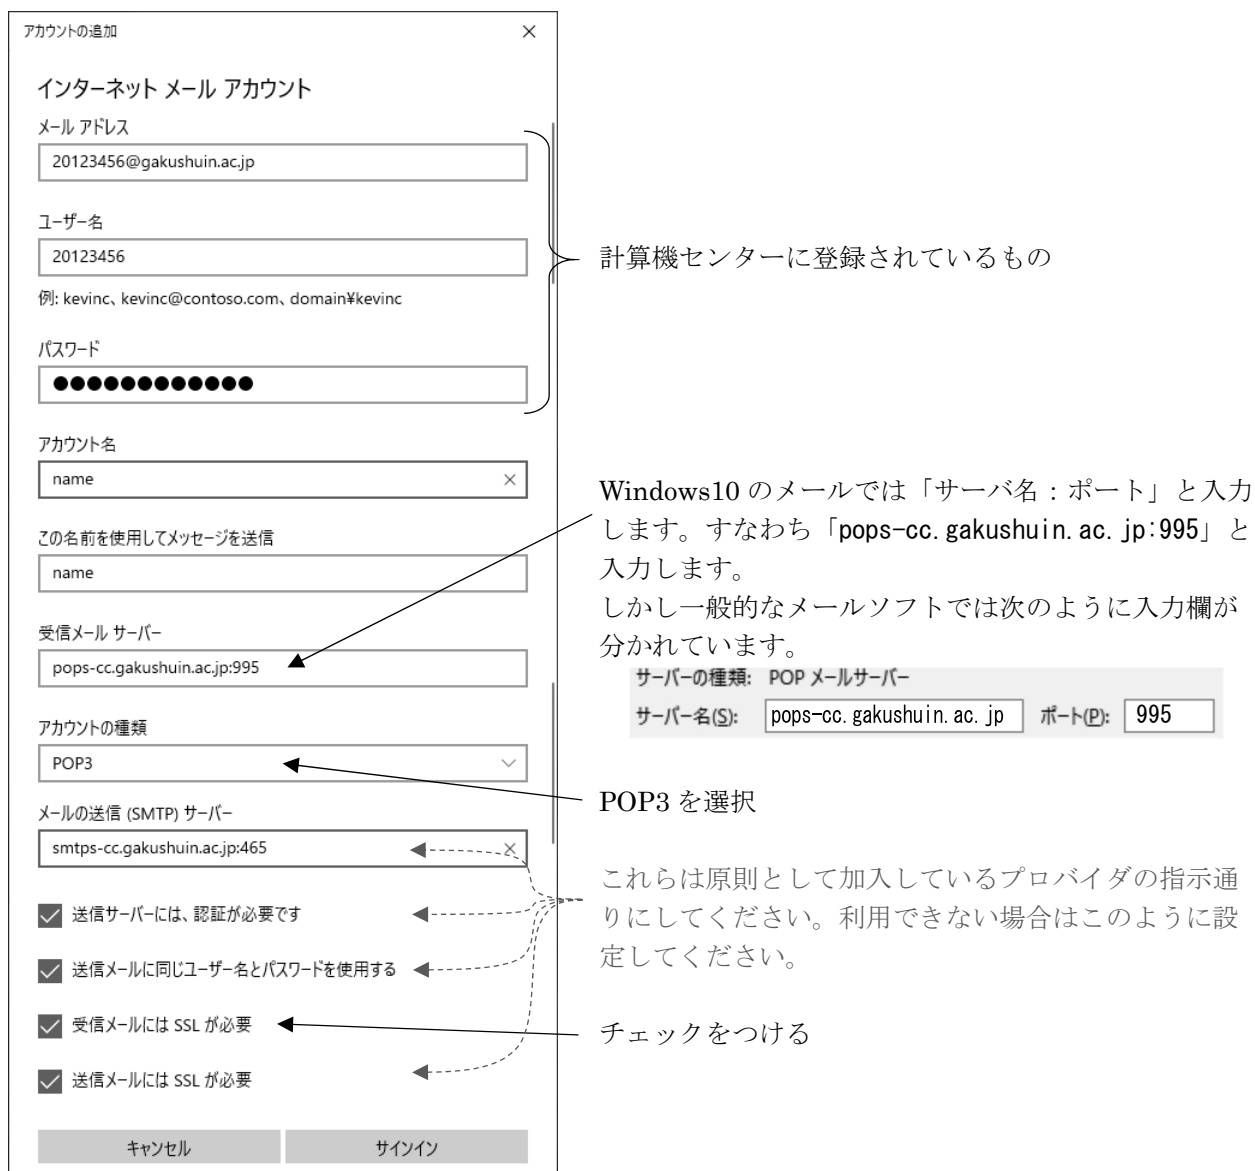 アカウントの追加
インターネット メール アカウント
メール アドレス
20123456@gakushuin.ac.jp
ユーザー名
20123456
例: kevinc、kevinc@contoso.com、domain¥kevinc
パスワード
●●●●●●●●●●●●
アカウント名
name
この名前を使用してメッセージを送信
name
受信メール サーバー
pops-cc.gakushuin.ac.jp:995
アカウントの種類
POP3
メールの送信 (SMTP) サーバー
smtps-cc.gakushuin.ac.jp:465
送信サーバーには、認証が必要です
送信メールに同じユーザー名とパスワードを使用する
受信メールには SSL が必要
送信メールには SSL が必要
キャンセル
サインイン
計算機センターに登録されているもの
Windows10 のメールでは「サーバ名：ポート」と入力
します。すなわち「pops-cc.gakushuin.ac.jp:995」と
入力します。
しかし一般的なメールソフトでは次のように入力欄が
分かれています。
サーバーの種類: POP メールサーバー
サーバー名(S): pops-cc.gakushuin.ac.jp ポート(P): 995
POP3 を選択
これらは原則として加入しているプロバイダの指示通
りにしてください。利用できない場合はこのように設
定してください。
チェックをつける